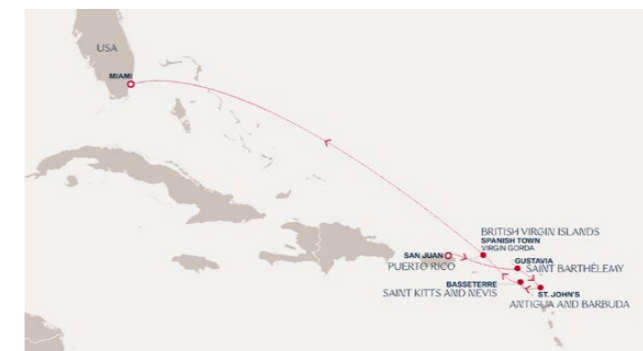 USA
MIAMI
BRITISH VIRGIN ISLANDS
SPANISH TOWN
VIRGIN GORDA
SAN JUAN
PUERTO RICO
GUSTAVIA
SAINT BARTHÉLEMY
BASSETERRE
SAINT KITTS AND NEVIS
ST. JOHN'S
ANTIGUA AND BARBUDA